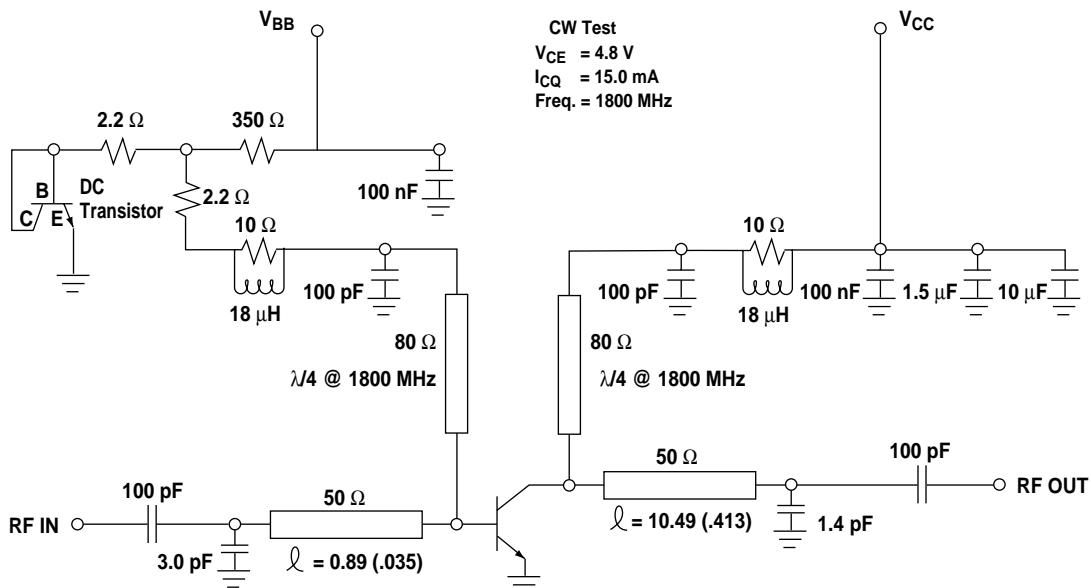 V_BB
V_CC
CW Test
V_CE = 4.8 V
I_CQ = 15.0 mA
Freq. = 1800 MHz
2.2 Ω
350 Ω
B
C
E
DC
Transistor
2.2 Ω
100 nF
10 Ω
18 μH
100 pF
10 Ω
18 μH
100 pF
100 nF
1.5 μF
10 μF
80 Ω
λ/4 @ 1800 MHz
80 Ω
λ/4 @ 1800 MHz
RF IN
100 pF
3.0 pF
50 Ω
ℓ = 0.89 (.035)
50 Ω
ℓ = 10.49 (.413)
1.4 pF
100 pF
RF OUT